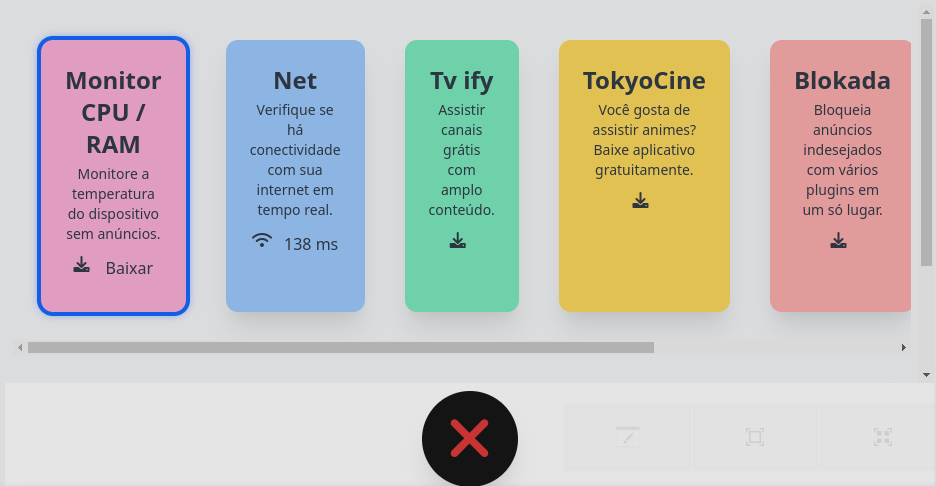 Monitor
CPU /
RAM
Monitore a
temperatura
do dispositivo
sem anúncios.
Baixar
Net
Verifique se
há
conectividade
com sua
internet em
tempo real.
138 ms
Tv ify
Assistir
canais
grátis
com
amplo
conteúdo.
TokyoCine
Você gosta de
assistir animes?
Baixe aplicativo
gratuitamente.
Blokada
Bloqueia
anúncios
indesejados
com vários
plugins em
um só lugar.